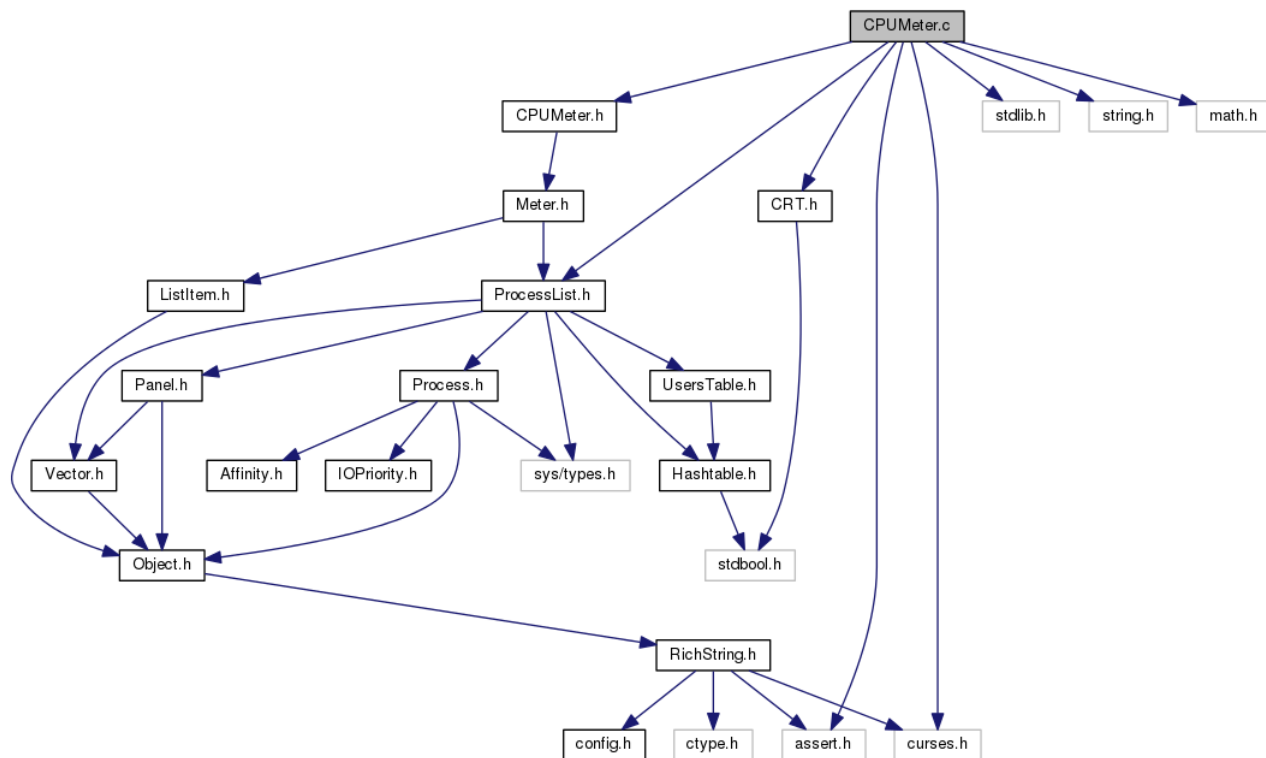 CPUMeter.c
CPUMeter.h
stdlib.h
string.h
math.h
Meter.h
CRT.h
ListItem.h
ProcessList.h
Panel.h
Process.h
UsersTable.h
Vector.h
Affinity.h
IOPriority.h
sys/types.h
Hashtable.h
Object.h
stdbool.h
RichString.h
config.h
ctype.h
assert.h
curses.h